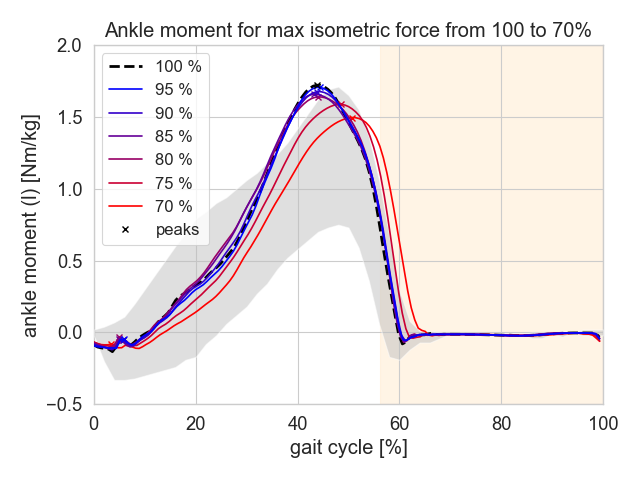 Ankle moment for max isometric force from 100 to 70%
2.0
1.5
1.0
0.5
0.0
−0.5
ankle moment (l) [Nm/kg]
100 %
95 %
90 %
85 %
80 %
75 %
70 %
peaks
0 20 40 60 80 100
gait cycle [%]